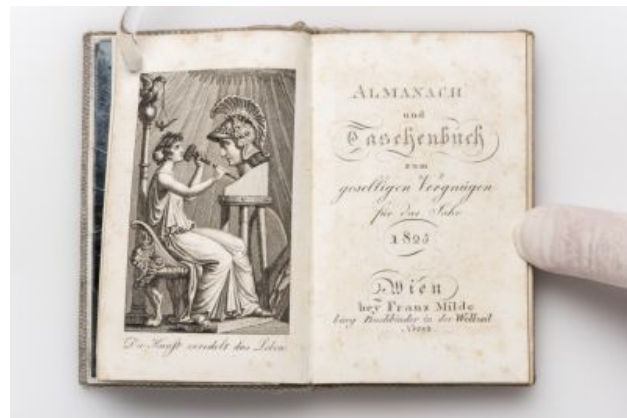 Die Kunst veredelt das Leben
ALMANACH
und
Taschenbuch
zum
geselligen Vergnügen
für das Jahr
1825
Wien
bey Franz Milde
bürg. Buchbinder in der Wollzeil